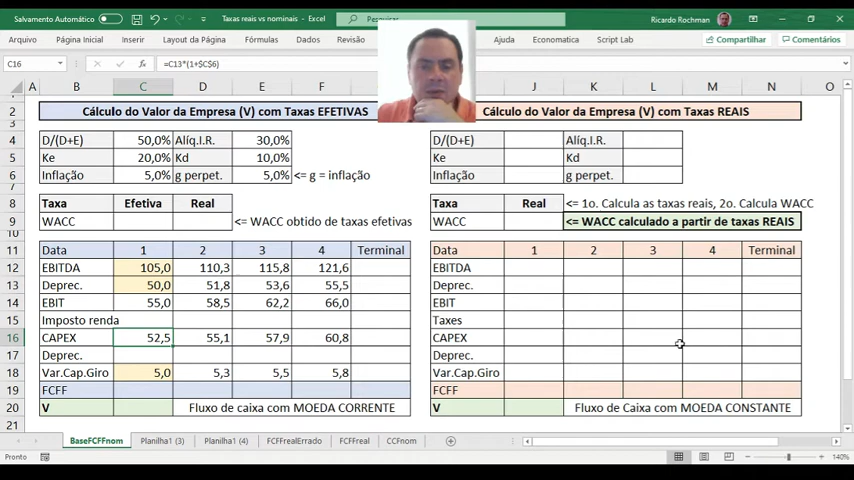 Salvamento Automático
Taxas reais vs nominais - Excel
Pesquisar
Ricardo Rochman
Arquivo Página Inicial Inserir Layout da Página Fórmulas Dados Revisão Ajuda Economatica Script Lab Compartilhar Comentários
C16 fx =C13*(1+$C$6)
A B C D E F J K L M N O
2 Cálculo do Valor da Empresa (V) com Taxas EFETIVAS Cálculo do Valor da Empresa (V) com Taxas REAIS
3
4 D/(D+E) 50,0% Alíq.I.R. 30,0% D/(D+E) Alíq.I.R.
5 Ke 20,0% Kd 10,0% Ke Kd
6 Inflação 5,0% g perpet. 5,0% <= g = inflação Inflação g perpet.
7
8 Taxa Efetiva Real Taxa Real <= 1o. Calcula as taxas reais, 2o. Calcula WACC
9 WACC <= WACC obtido de taxas efetivas WACC <= WACC calculado a partir de taxas REAIS
10
11 Data 1 2 3 4 Terminal Data 1 2 3 4 Terminal
12 EBITDA 105,0 110,3 115,8 121,6 EBITDA
13 Deprec. 50,0 51,8 53,6 55,5 Deprec.
14 EBIT 55,0 58,5 62,2 66,0 EBIT
15 Imposto renda Taxes
16 CAPEX 52,5 55,1 57,9 60,8 CAPEX
17 Deprec. Deprec.
18 Var.Cap.Giro 5,0 5,3 5,5 5,8 Var.Cap.Giro
19 FCFF FCFF
20 V Fluxo de caixa com MOEDA CORRENTE V Fluxo de Caixa com MOEDA CONSTANTE
21
BaseFCFFnom Planilha1 (3) Planilha1 (4) FCFFrealErrado FCFFreal CCFnom
Pronto 140%